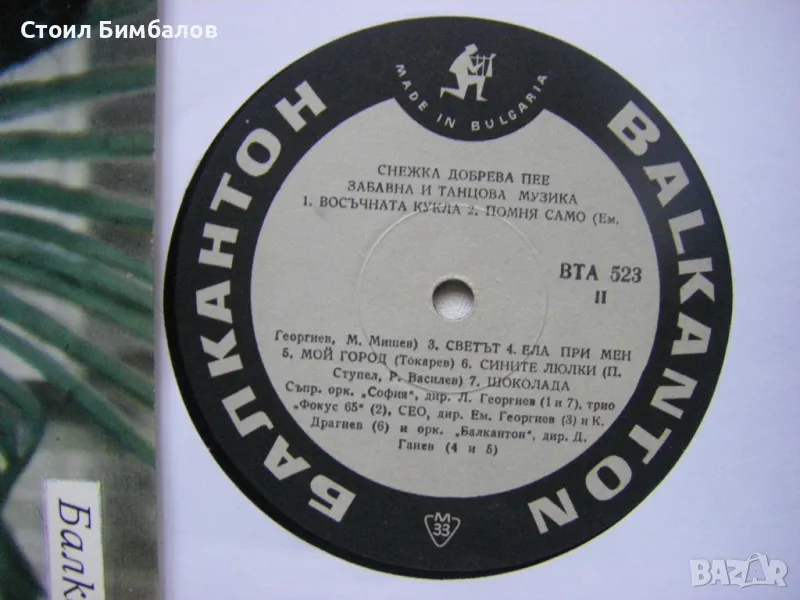 Стоил Бимбалов
БАЛКАНТОН
BALKANTON
MADE IN BULGARIA
СНЕЖКА ДОБРЕВА ПЕЕ
ЗАБАВНА И ТАНЦОВА МУЗИКА
1. ВОСЪЧНАТА КУКЛА 2. ПОМНЯ САМО (Ем.
ВТА 523
II
Георгиев, М. Мишев) 3. СВЕТЪТ 4. ЕЛА ПРИ МЕН
5. МОЙ ГОРОД (Токарев) 6. СИНИТЕ ЛЮЛКИ (П.
Ступел, Р. Василев) 7. ШОКОЛАДА
Съпр. орк. „София“, дир. Л. Георгиев (1 и 7), трио
„Фокус 65“ (2), СЕО, дир. Ем. Георгиев (3) и К.
Драгнев (6) и орк. „Балкантон“, дир. Д.
Ганев (4 и 5)
М
33
Балк
BAZAR